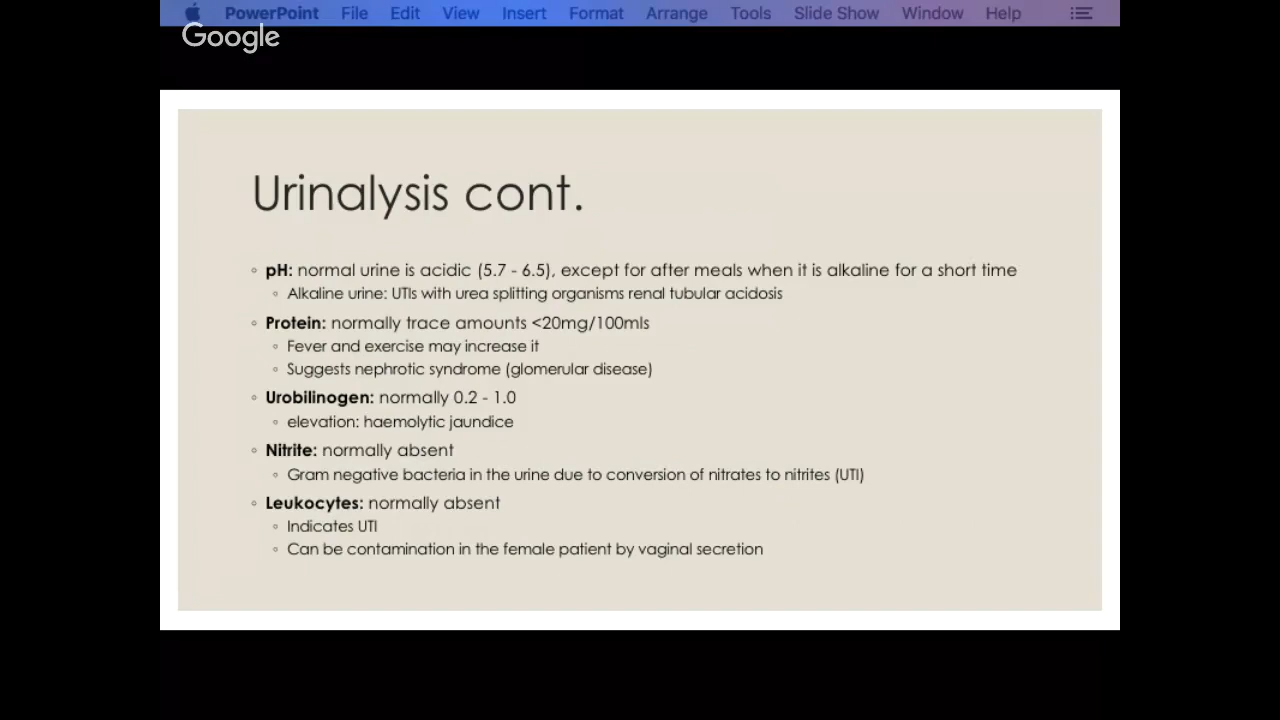 PowerPoint File Edit View Insert Format Arrange Tools Slide Show Window Help
Google
Urinalysis cont.
pH: normal urine is acidic (5.7 - 6.5), except for after meals when it is alkaline for a short time
Alkaline urine: UTIs with urea splitting organisms renal tubular acidosis
Protein: normally trace amounts <20mg/100mls
Fever and exercise may increase it
Suggests nephrotic syndrome (glomerular disease)
Urobilinogen: normally 0.2 - 1.0
elevation: haemolytic jaundice
Nitrite: normally absent
Gram negative bacteria in the urine due to conversion of nitrates to nitrites (UTI)
Leukocytes: normally absent
Indicates UTI
Can be contamination in the female patient by vaginal secretion